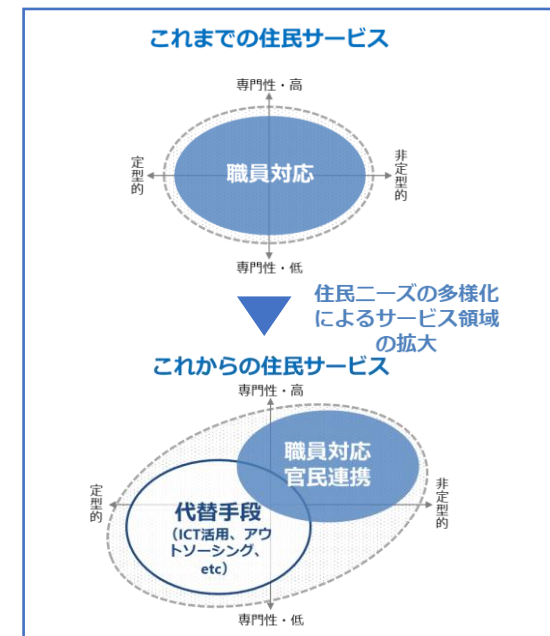 これまでの住民サービス
専門性・高
定型的
職員対応
非定型的
専門性・低
住民ニーズの多様化
によるサービス領域
の拡大
これからの住民サービス
専門性・高
職員対応
官民連携
定型的
非定型的
代替手段
（ICT活用、アウ
トソーシング、
etc）
専門性・低